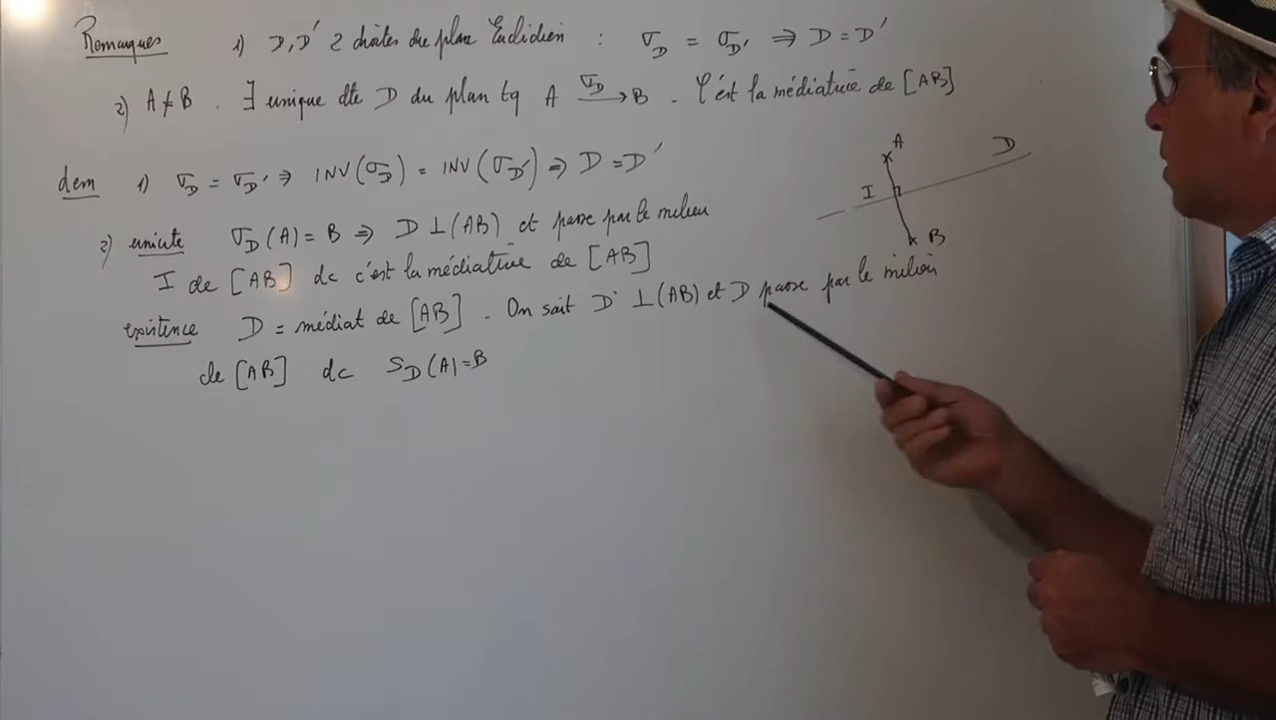 Remarques 1) D, D' 2 droites du plan Euclidien : σ_D = σ_D' ⇒ D = D'
2) A ≠ B . ∃ unique dte D du plan tq A —σ_D→ B . C'est la médiatrice de [AB]
dem 1) σ_D = σ_D' ⇒ INV(σ_D) = INV(σ_D') ⇒ D = D'
2) unicité σ_D(A) = B ⇒ D ⊥ (AB) et passe par le milieu
I de [AB] dc c'est la médiatrice de [AB]
existence D = médiat de [AB] . On sait D ⊥ (AB) et D passe par le milieu
de [AB] dc S_D(A) = B
A
D
I
B